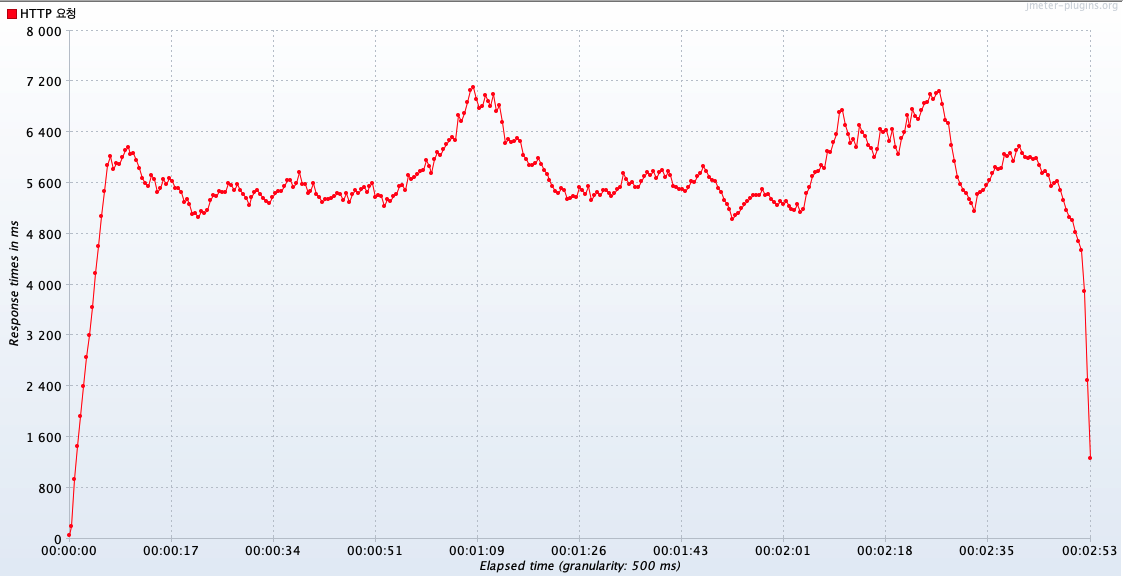 jmeter-plugins.org
HTTP 요청
8 000
7 200
6 400
5 600
4 800
4 000
3 200
2 400
1 600
800
0
Response times in ms
00:00:00 00:00:17 00:00:34 00:00:51 00:01:09 00:01:26 00:01:43 00:02:01 00:02:18 00:02:35 00:02:53
Elapsed time (granularity: 500 ms)